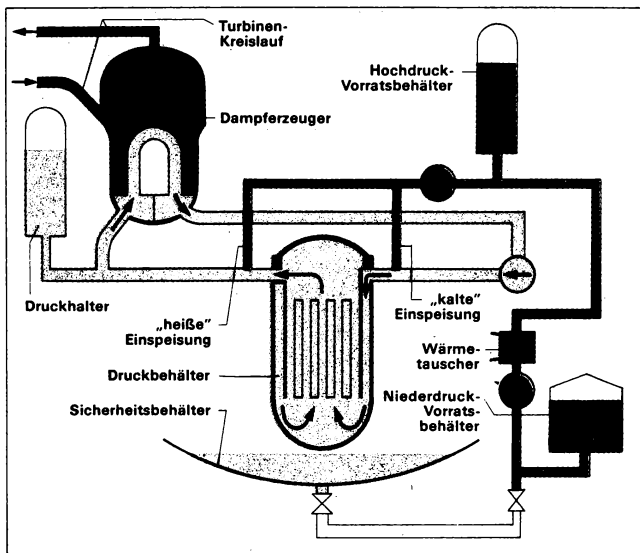 Turbinen-
Kreislauf
Hochdruck-
Vorratsbehälter
Dampferzeuger
Druckhalter
„heiße"
Einspeisung
„kalte"
Einspeisung
Druckbehälter
Wärme-
tauscher
Sicherheitsbehälter
Niederdruck-
Vorrats-
behälter